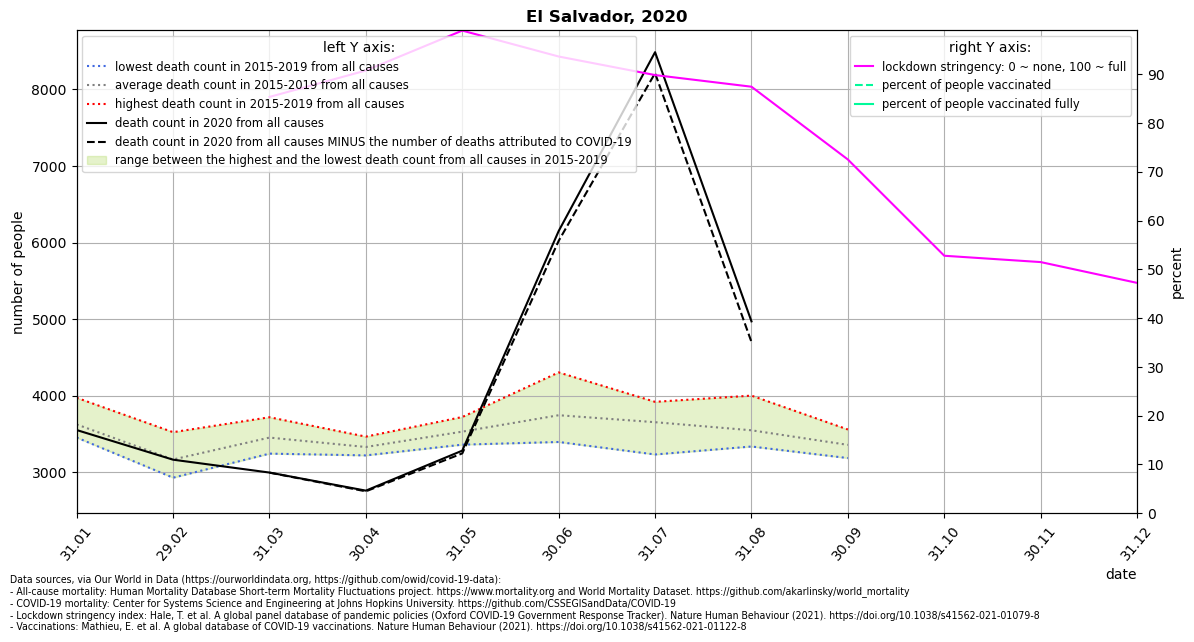 El Salvador, 2020
left Y axis:
lowest death count in 2015-2019 from all causes
average death count in 2015-2019 from all causes
highest death count in 2015-2019 from all causes
death count in 2020 from all causes
death count in 2020 from all causes MINUS the number of deaths attributed to COVID-19
range between the highest and the lowest death count from all causes in 2015-2019
right Y axis:
lockdown stringency: 0 ~ none, 100 ~ full
percent of people vaccinated
percent of people vaccinated fully
number of people
8000
7000
6000
5000
4000
3000
percent
90
80
70
60
50
40
30
20
10
0
31.01
29.02
31.03
30.04
31.05
30.06
31.07
31.08
30.09
31.10
30.11
31.12
date
Data sources, via Our World in Data (https://ourworldindata.org, https://github.com/owid/covid-19-data):
- All-cause mortality: Human Mortality Database Short-term Mortality Fluctuations project. https://www.mortality.org and World Mortality Dataset. https://github.com/akarlinsky/world_mortality
- COVID-19 mortality: Center for Systems Science and Engineering at Johns Hopkins University. https://github.com/CSSEGISandData/COVID-19
- Lockdown stringency index: Hale, T. et al. A global panel database of pandemic policies (Oxford COVID-19 Government Response Tracker). Nature Human Behaviour (2021). https://doi.org/10.1038/s41562-021-01079-8
- Vaccinations: Mathieu, E. et al. A global database of COVID-19 vaccinations. Nature Human Behaviour (2021). https://doi.org/10.1038/s41562-021-01122-8